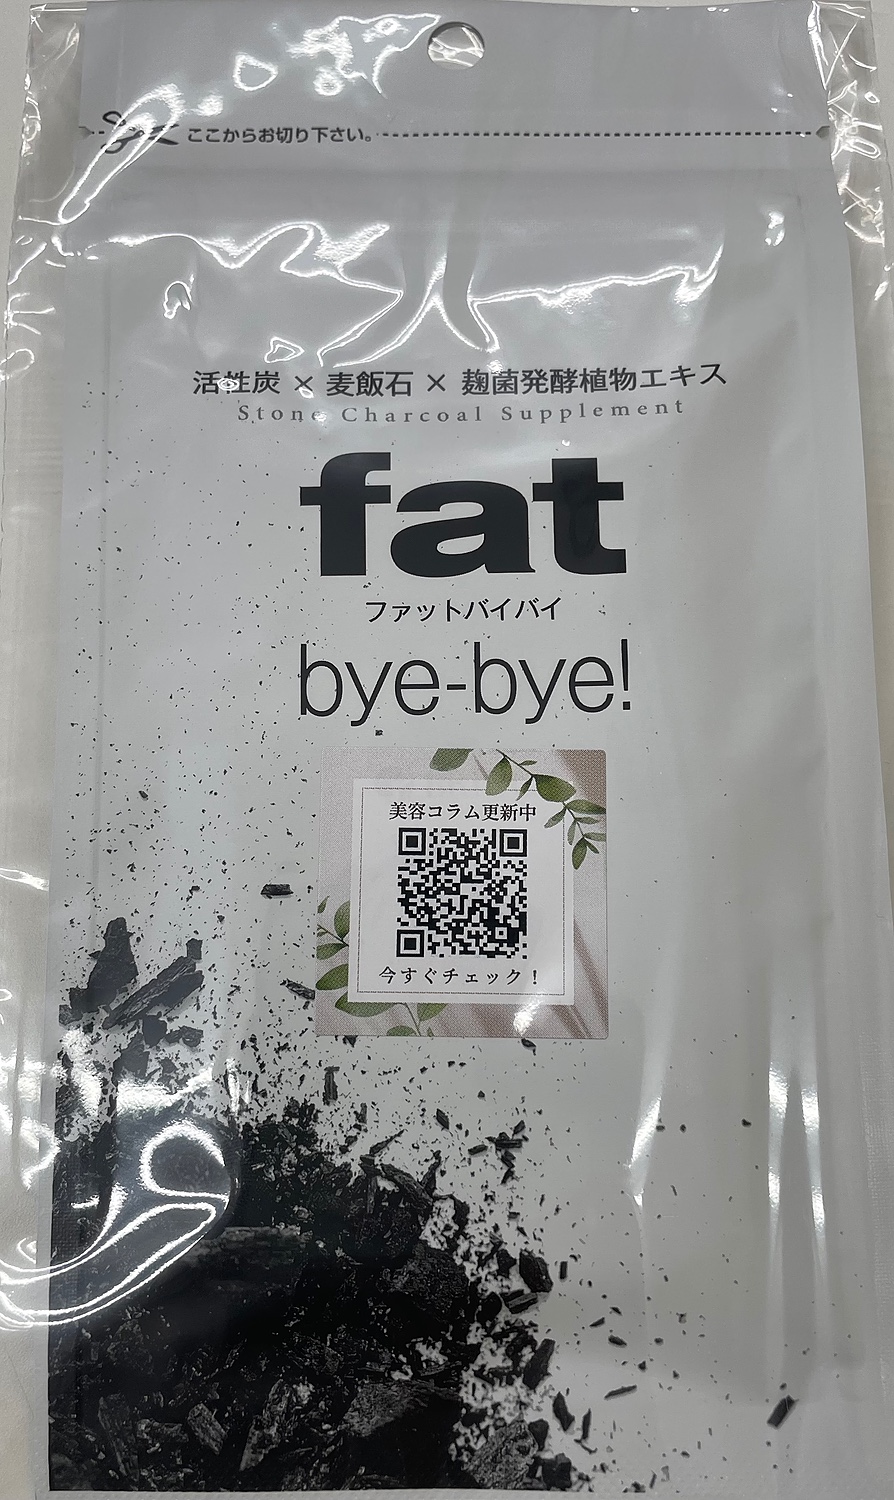 ここからお切り下さい。
活性炭 × 麦飯石 × 麹菌発酵植物エキス
Stone Charcoal Supplement
fat
ファットバイバイ
bye-bye!
美容コラム更新中
今すぐチェック！